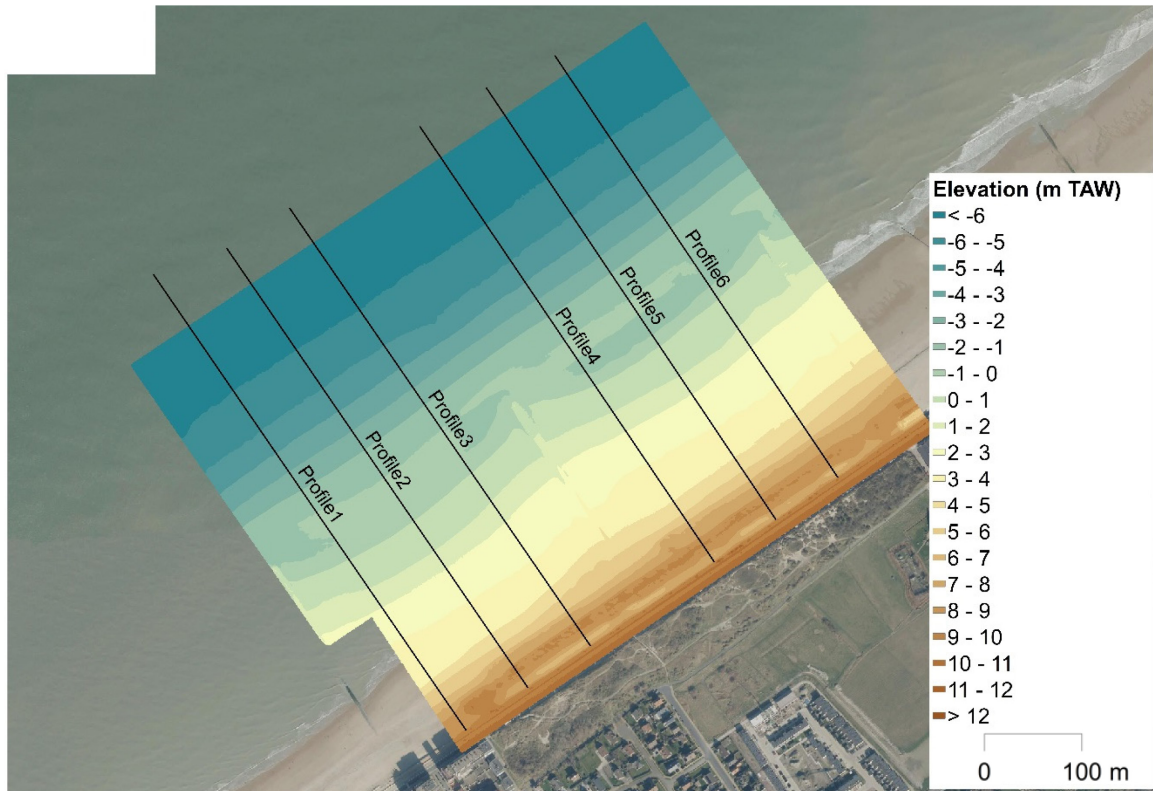 Profile1
Profile2
Profile3
Profile4
Profile5
Profile6
Elevation (m TAW)
< -6
-6 - -5
-5 - -4
-4 - -3
-3 - -2
-2 - -1
-1 - 0
0 - 1
1 - 2
2 - 3
3 - 4
4 - 5
5 - 6
6 - 7
7 - 8
8 - 9
9 - 10
10 - 11
11 - 12
> 12
0 100 m